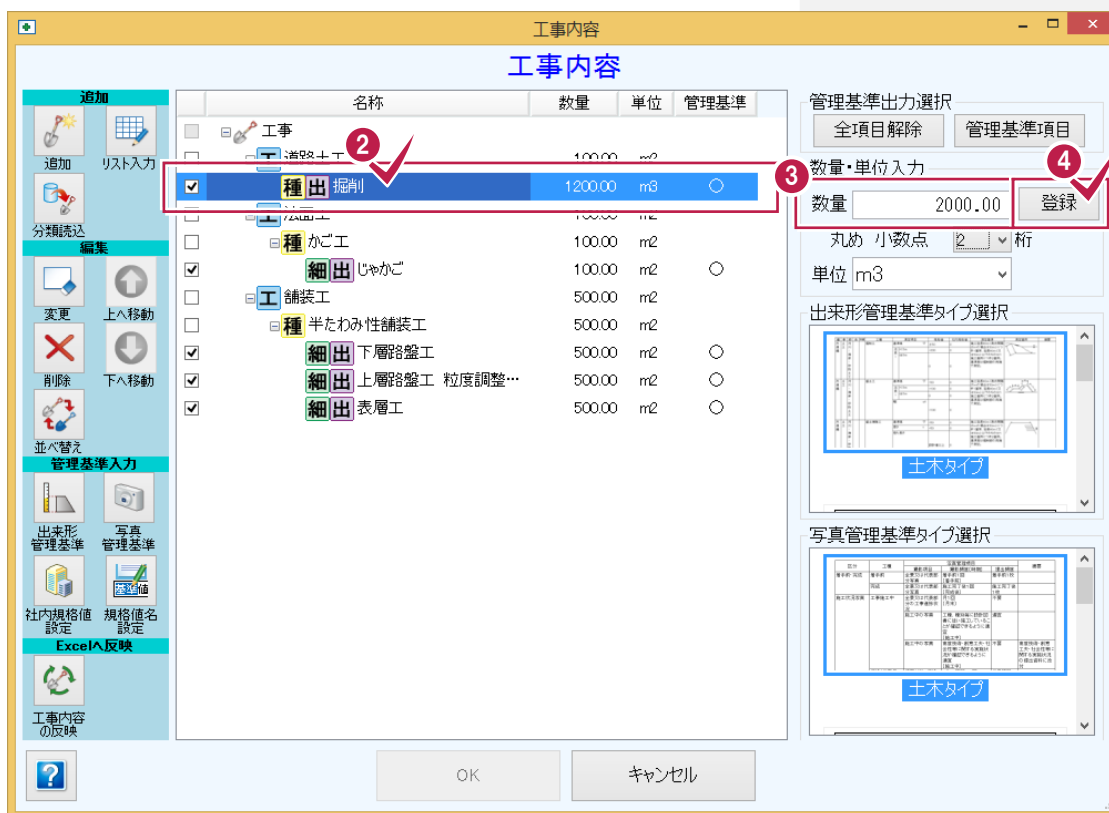 工事内容
工事内容
追加
追加 リスト入力
分類読込
編集
変更 上へ移動
削除 下へ移動
並べ替え
管理基準入力
出来形管理基準 写真管理基準
社内規格値設定 基準値 規格値名設定
Excelへ反映
工事内容の反映
名称 数量 単位 管理基準
工事
工 道路土工 100.00 m2
2
種 出 掘削 1200.00 m3 ○
工 法面工 100.00 m2
種 かご工 100.00 m2
細 出 じゃかご 100.00 m2 ○
工 舗装工 500.00 m2
種 半たわみ性舗装工 500.00 m2
細 出 下層路盤工 500.00 m2 ○
細 出 上層路盤工 粒度調整… 500.00 m2 ○
細 出 表層工 500.00 m2 ○
管理基準出力選択
全項目解除 管理基準項目
数量・単位入力
3 4
数量 2000.00 登録
丸め 小数点 2 桁
単位 m3
出来形管理基準タイプ選択
土木タイプ
写真管理基準タイプ選択
土木タイプ
? OK キャンセル